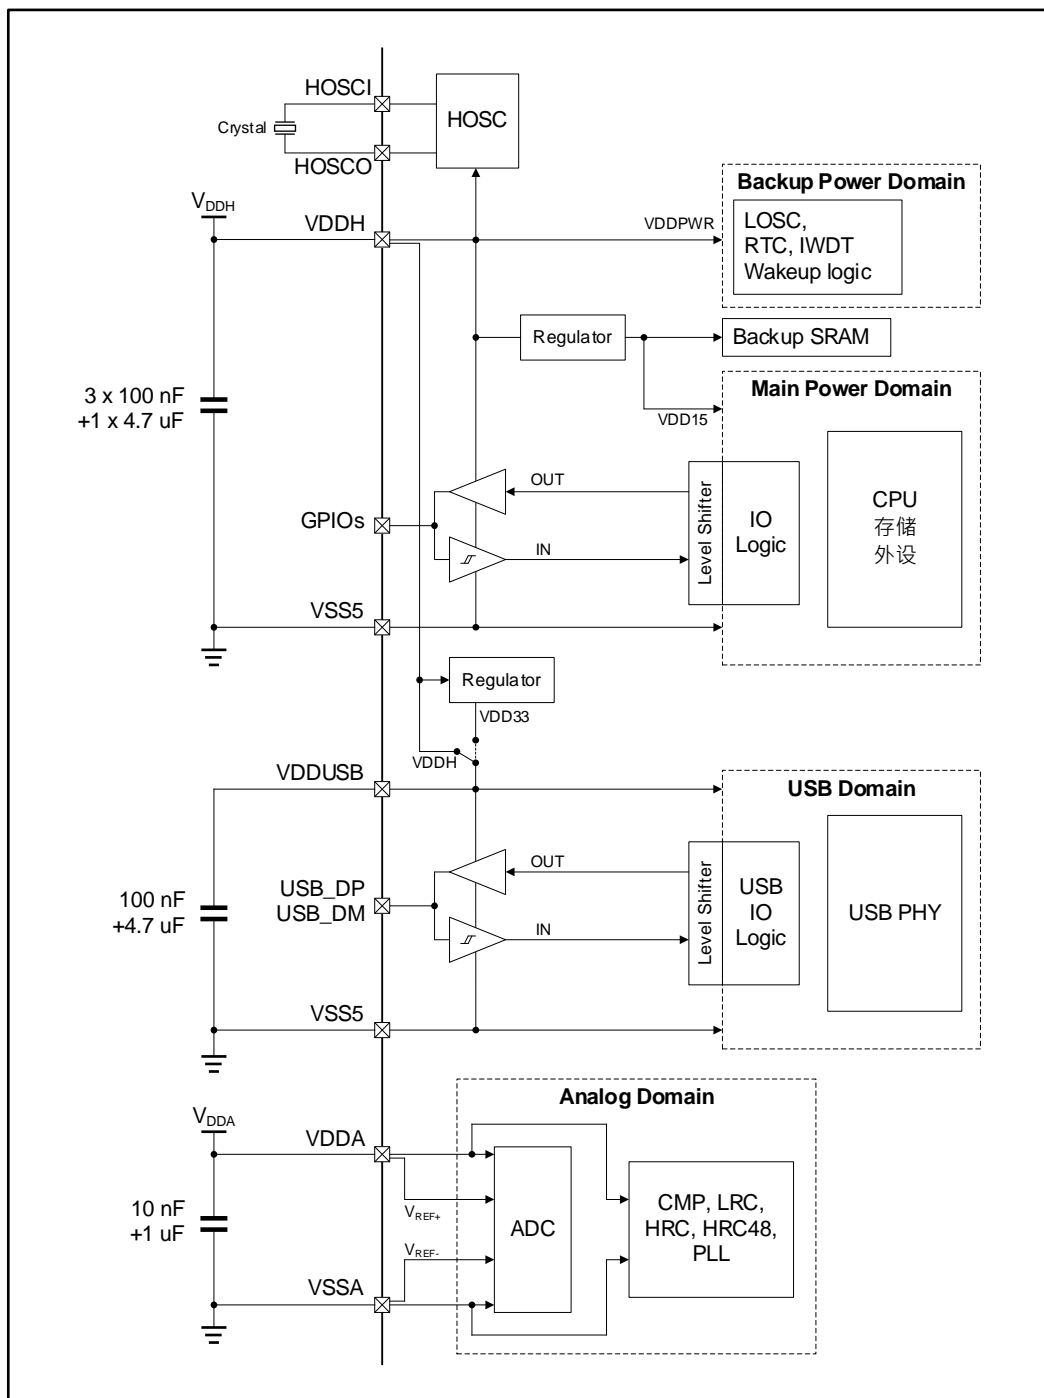 HOSCI
HOSC
Crystal
HOSCO
VDDH
VDDH
VDDPWR
Backup Power Domain
LOSC,
RTC, IWDT
Wakeup logic
Regulator
Backup SRAM
3 x 100 nF
+1 x 4.7 uF
Main Power Domain
VDD15
OUT
GPIOs
IN
Level Shifter
IO
Logic
CPU
存储
外设
VSS5
Regulator
VDD33
VDDH
VDDUSB
USB Domain
100 nF
+4.7 uF
OUT
USB_DP
USB_DM
IN
Level Shifter
USB
IO
Logic
USB PHY
VSS5
Analog Domain
VDDA
VDDA
10 nF
+1 uF
VREF+
VREF-
ADC
CMP, LRC,
HRC, HRC48,
PLL
VSSA